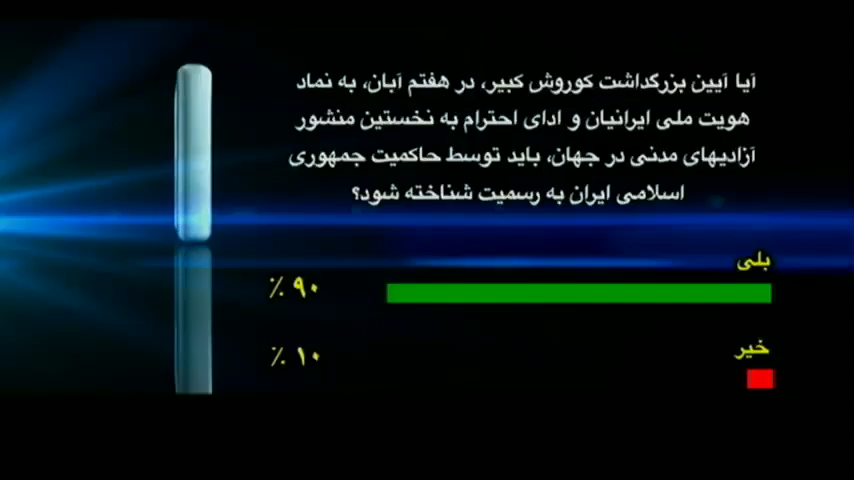 آیا آیین بزرگداشت کوروش کبیر، در هفتم آبان، به نماد
هویت ملی ایرانیان و ادای احترام به نخستین منشور
آزادیهای مدنی در جهان، باید توسط حاکمیت جمهوری
اسلامی ایران به رسمیت شناخته شود؟
بلی
۹۰ ٪
خیر
۱۰ ٪